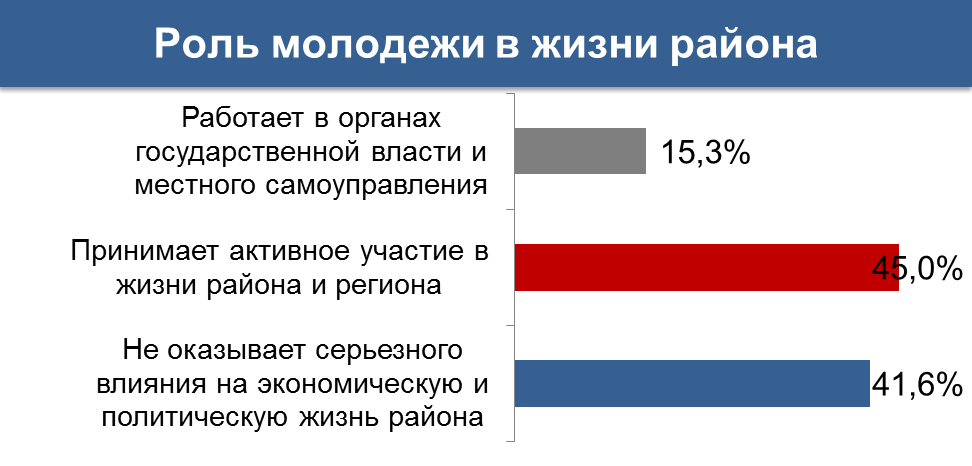 Роль молодежи в жизни района
Работает в органах
государственной власти и
местного самоуправления
15,3%
Принимает активное участие в
жизни района и региона
45,0%
Не оказывает серьезного
влияния на экономическую и
политическую жизнь района
41,6%